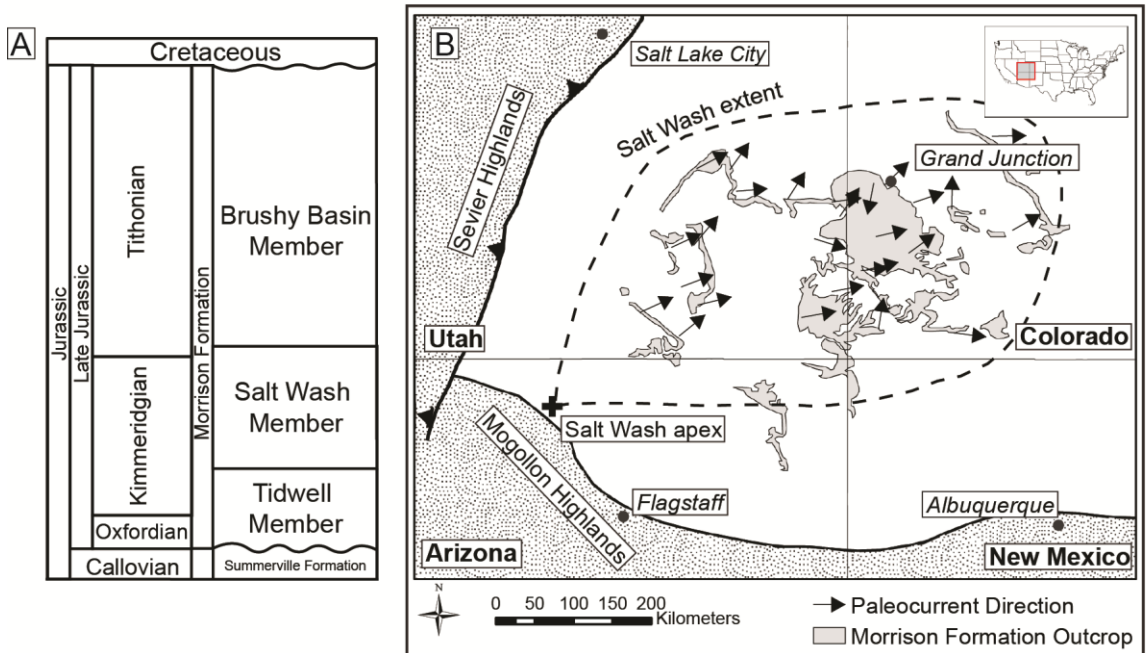 A
Cretaceous
Jurassic
Late Jurassic
Tithonian
Kimmeridgian
Oxfordian
Callovian
Morrison Formation
Brushy Basin
Member
Salt Wash
Member
Tidwell
Member
Summerville Formation
B
Salt Lake City
Sevier Highlands
Salt Wash extent
Grand Junction
Utah
Colorado
Salt Wash apex
Mogollon Highlands
Flagstaff
Albuquerque
Arizona
New Mexico
N
0 50 100 150 200
Kilometers
Paleocurrent Direction
Morrison Formation Outcrop